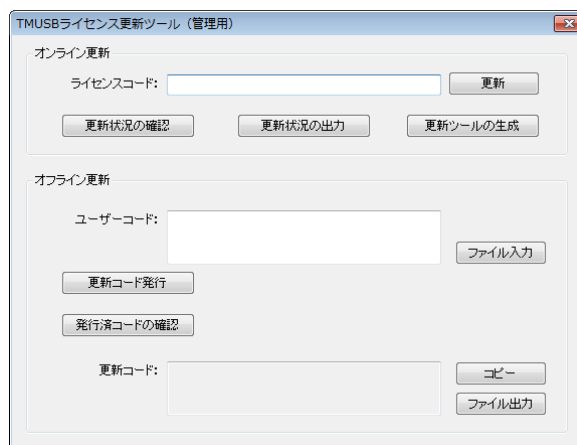 TMUSBライセンス更新ツール（管理用）
オンライン更新
ライセンスコード:
更新
更新状況の確認
更新状況の出力
更新ツールの生成
オフライン更新
ユーザーコード:
ファイル入力
更新コード発行
発行済コードの確認
更新コード:
コピー
ファイル出力